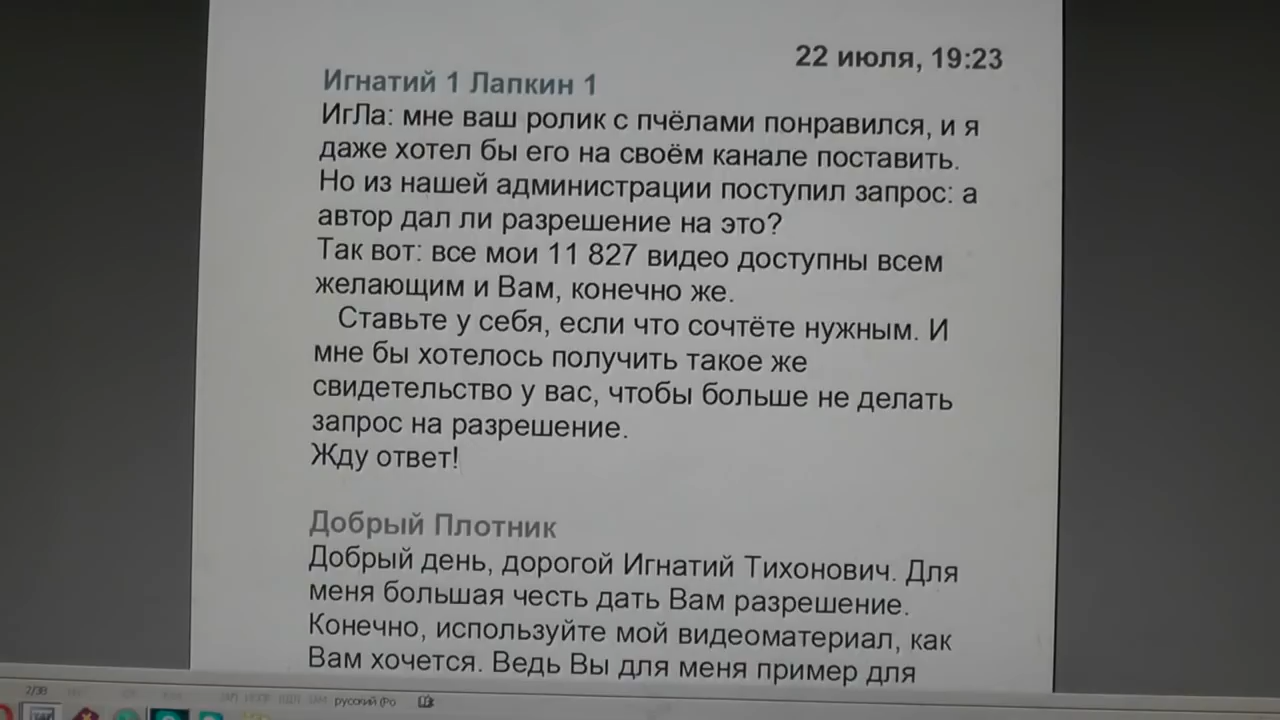 22 июля, 19:23
Игнатий 1 Лапкин 1
ИгЛа: мне ваш ролик с пчёлами понравился, и я
даже хотел бы его на своём канале поставить.
Но из нашей администрации поступил запрос: а
автор дал ли разрешение на это?
Так вот: все мои 11 827 видео доступны всем
желающим и Вам, конечно же.
Ставьте у себя, если что сочтёте нужным. И
мне бы хотелось получить такое же
свидетельство у вас, чтобы больше не делать
запрос на разрешение.
Жду ответ!
Добрый Плотник
Добрый день, дорогой Игнатий Тихонович. Для
меня большая честь дать Вам разрешение.
Конечно, используйте мой видеоматериал, как
Вам хочется. Ведь Вы для меня пример для
2/38 русский (Ро